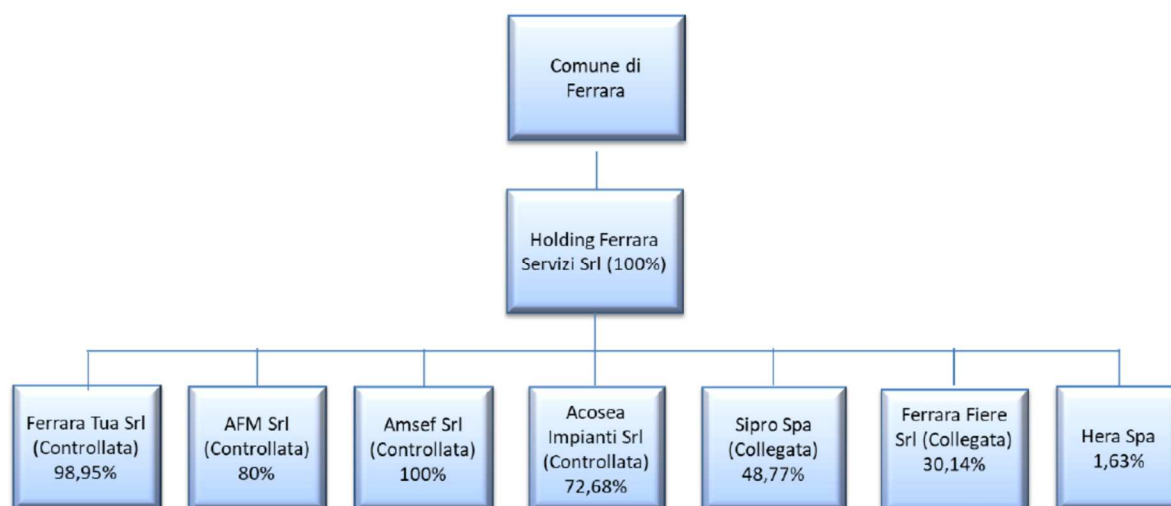 Comune di
Ferrara
Holding Ferrara
Servizi Srl (100%)
Ferrara Tua Srl
(Controllata)
98,95%
AFM Srl
(Controllata)
80%
Amsef Srl
(Controllata)
100%
Acosea
Impianti Srl
(Controllata)
72,68%
Sipro Spa
(Collegata)
48,77%
Ferrara Fiere
Srl (Collegata)
30,14%
Hera Spa
1,63%